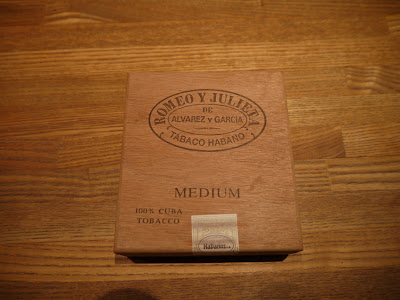 ROMEO Y JULIETA
DE
ALVAREZ Y GARCIA
TABACO HABANO
MEDIUM
100% CUBA
TOBACCO
Habanos